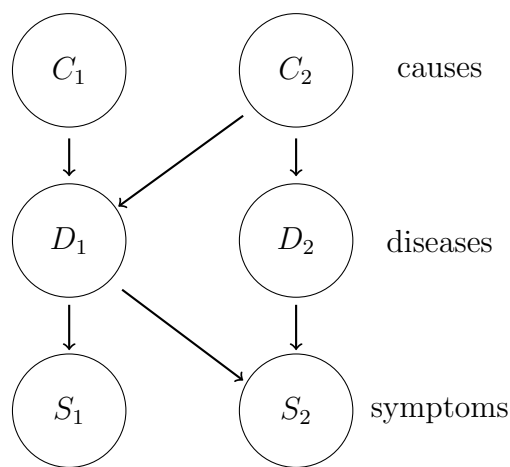 C₁ C₂ causes
D₁ D₂ diseases
S₁ S₂ symptoms